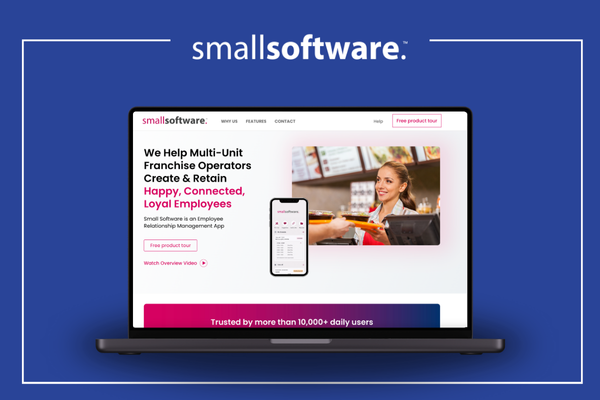 smallsoftware.™
smallsoftware.
WHY US FEATURES CONTACT Help Free product tour
We Help Multi-Unit
Franchise Operators
Create & Retain
Happy, Connected,
Loyal Employees
Small Software is an Employee
Relationship Management App
Free product tour
Watch Overview Video
smallsoftware
Trusted by more than 10,000+ daily users